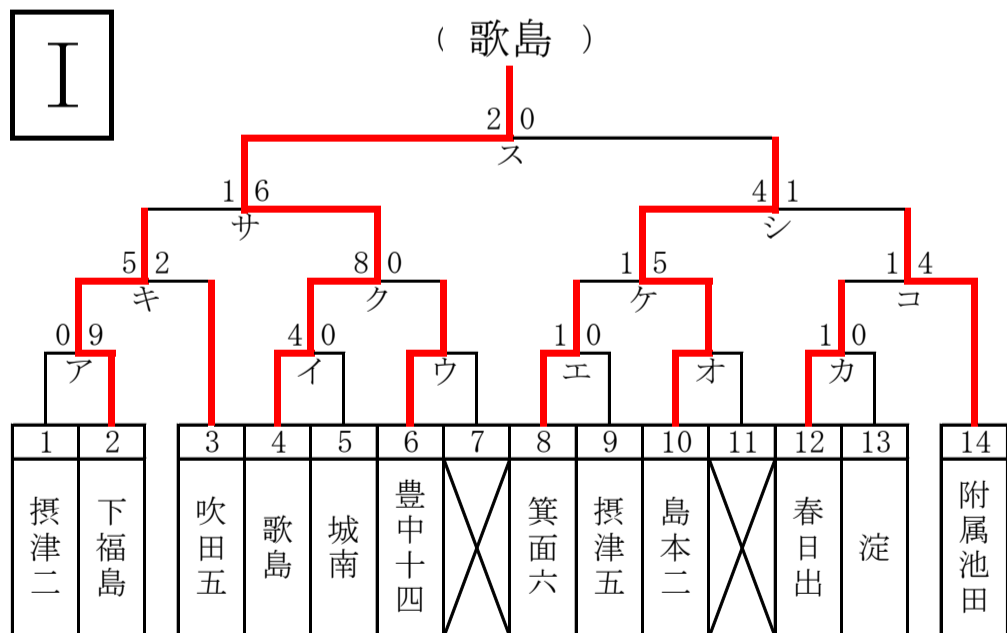 I
( 歌島 )
2 0
ス
1 6
4 1
サ
シ
5 2
8 0
1 5
1 4
キ
ク
ケ
コ
0 9
4 0
1 0
1 0
ア
イ
ウ
エ
オ
カ
1
2
3
4
5
6
7
8
9
10
11
12
13
14
摂津二
下福島
吹田五
歌島
城南
豊中十四
箕面六
摂津五
島本二
春日出
淀
附属池田